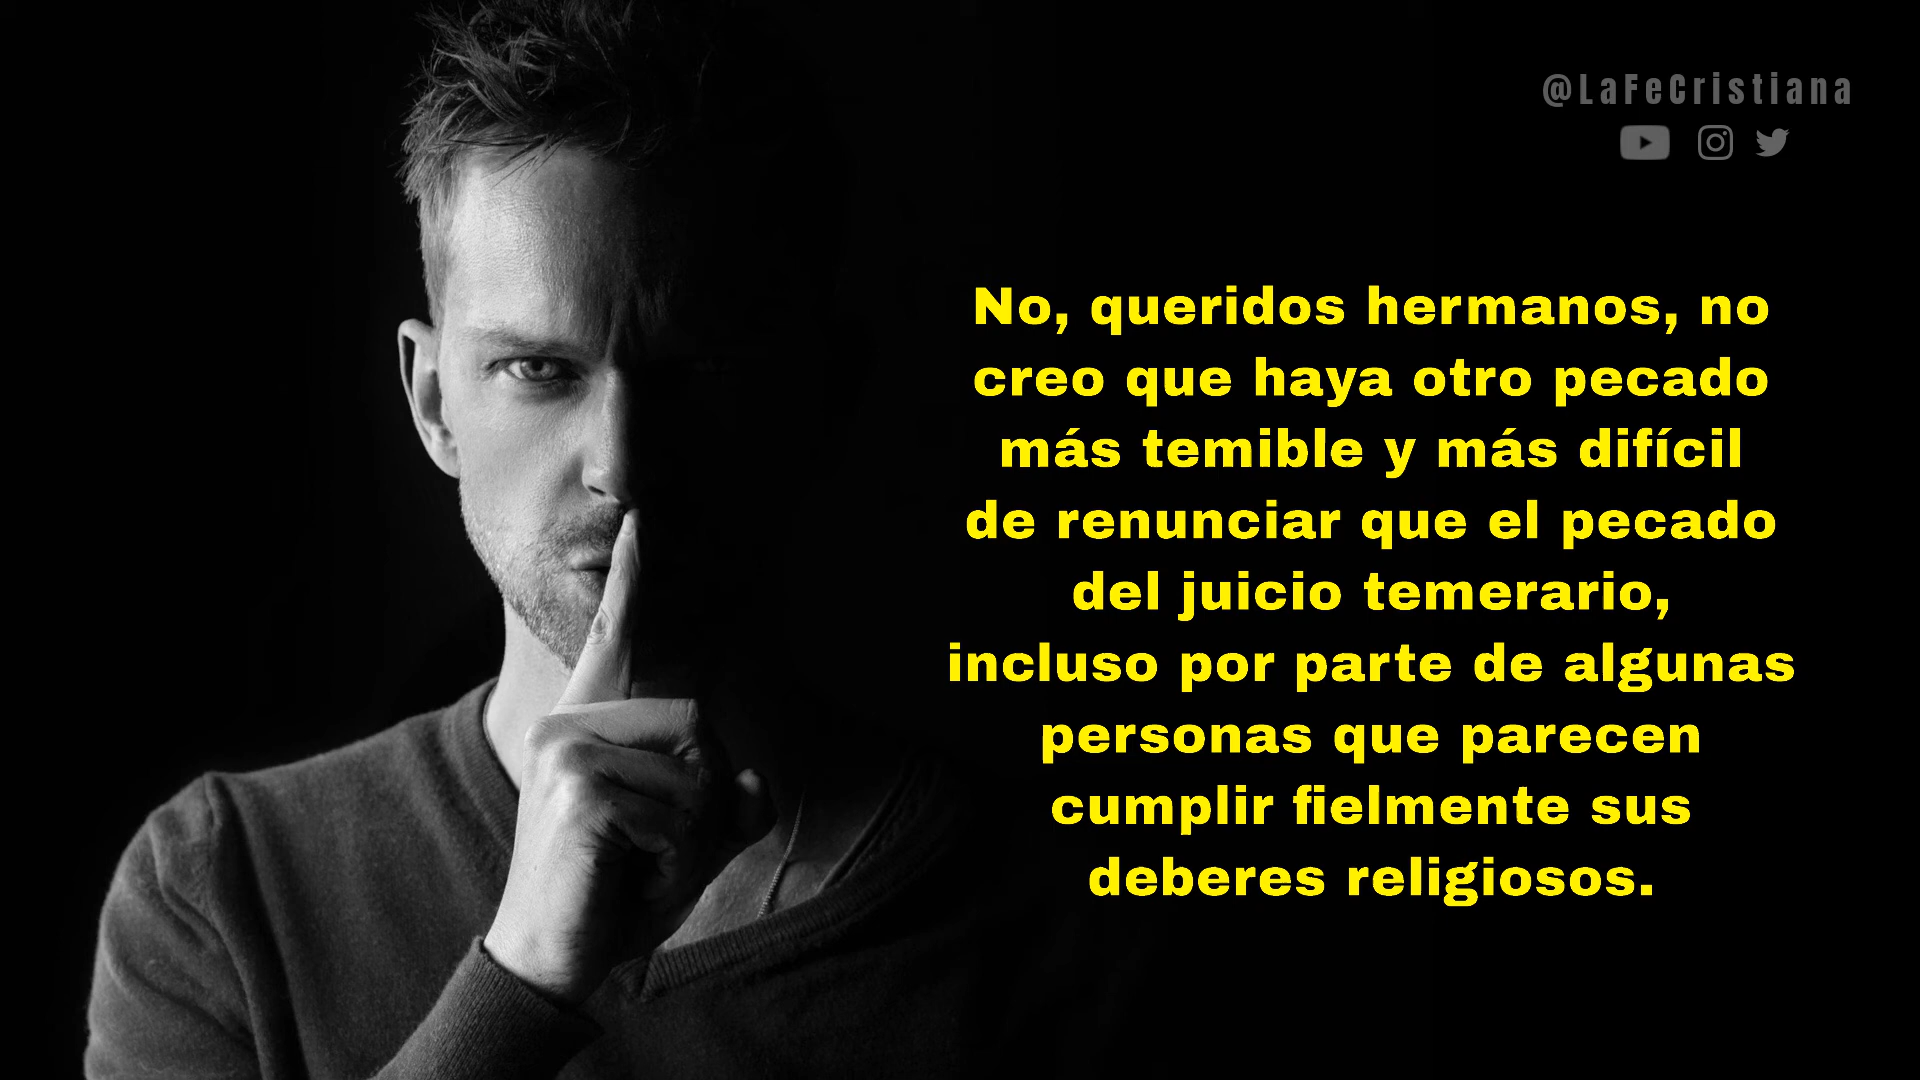 @LaFeCristiana
No, queridos hermanos, no
creo que haya otro pecado
más temible y más difícil
de renunciar que el pecado
del juicio temerario,
incluso por parte de algunas
personas que parecen
cumplir fielmente sus
deberes religiosos.